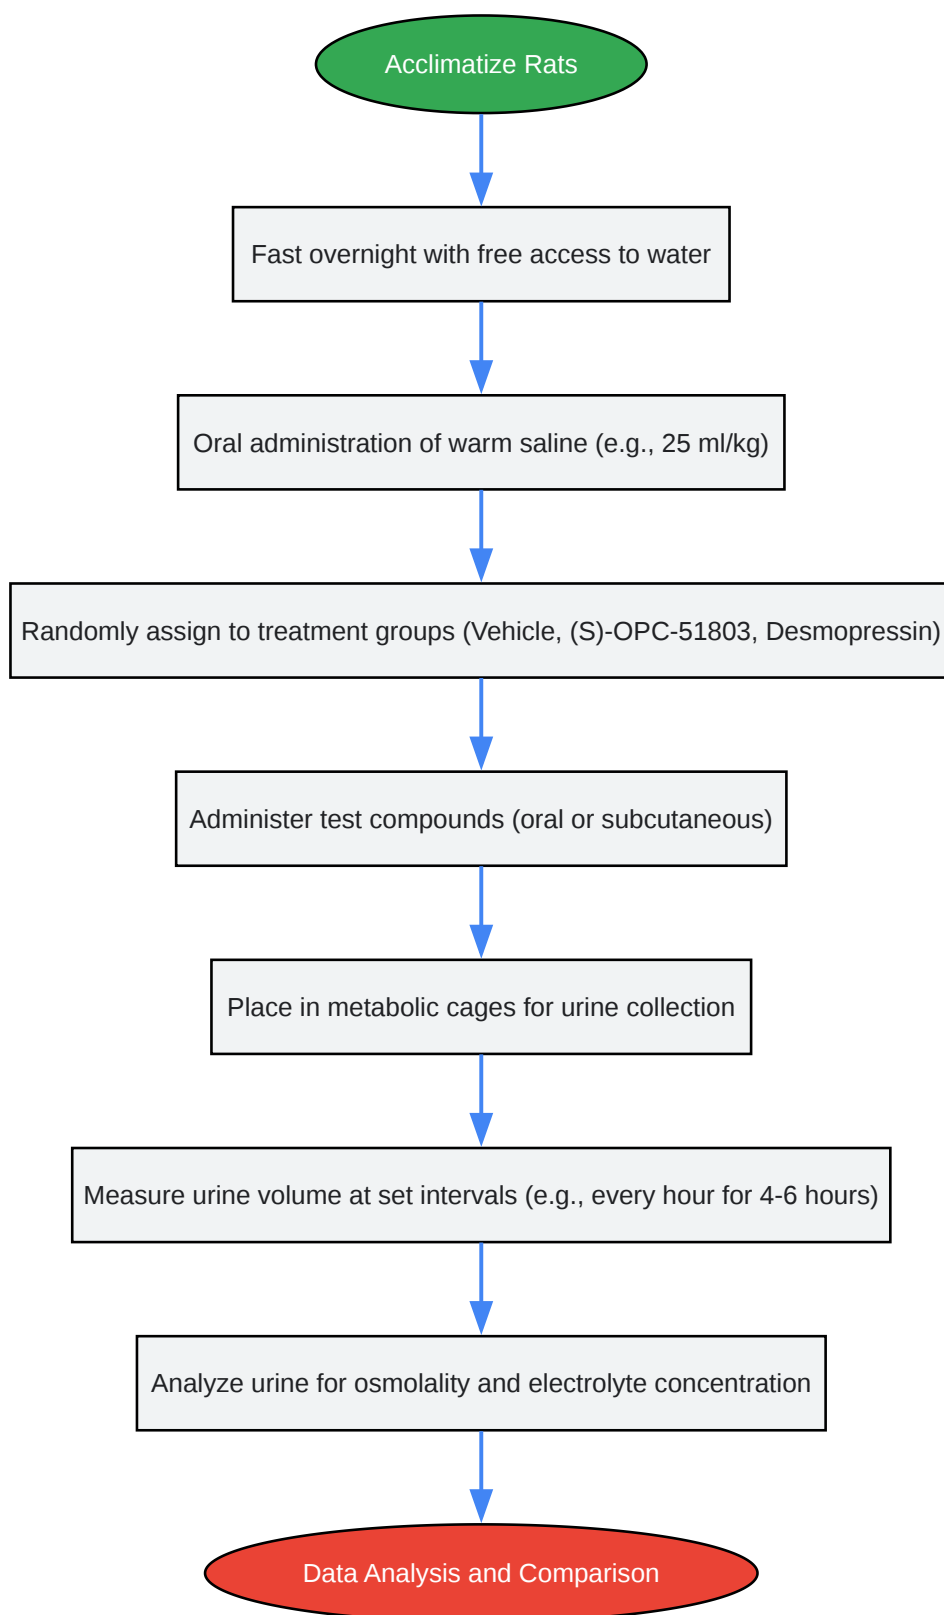 Acclimatize Rats
Fast overnight with free access to water
Oral administration of warm saline (e.g., 25 ml/kg)
Randomly assign to treatment groups (Vehicle, (S)-OPC-51803, Desmopressin)
Administer test compounds (oral or subcutaneous)
Place in metabolic cages for urine collection
Measure urine volume at set intervals (e.g., every hour for 4-6 hours)
Analyze urine for osmolality and electrolyte concentration
Data Analysis and Comparison